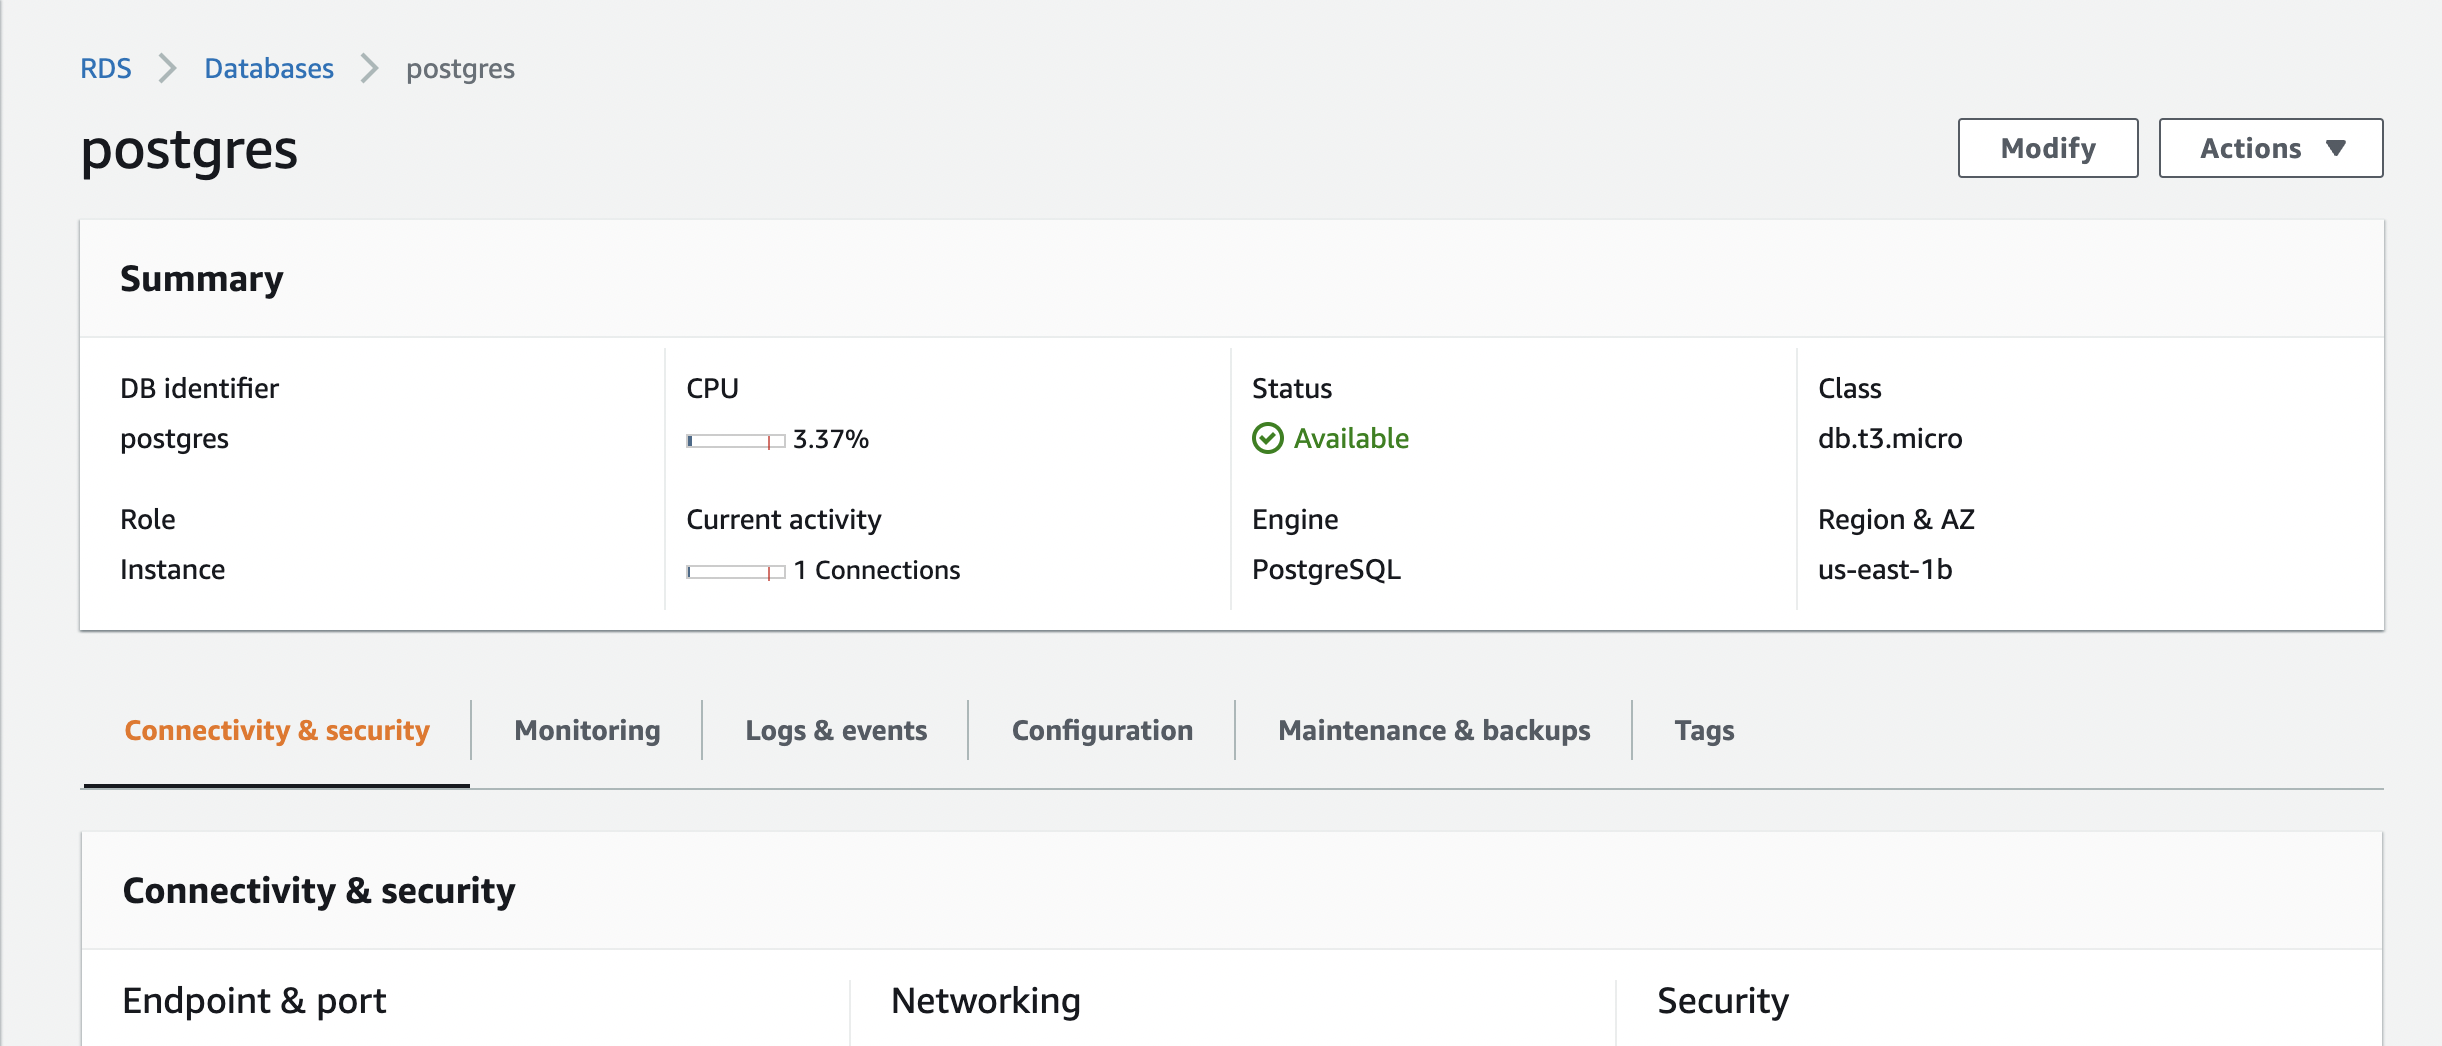 RDS > Databases > postgres
postgres
Modify
Actions ▼
Summary
DB identifier
postgres
CPU
3.37%
Status
Available
Class
db.t3.micro
Role
Instance
Current activity
1 Connections
Engine
PostgreSQL
Region & AZ
us-east-1b
Connectivity & security
Monitoring
Logs & events
Configuration
Maintenance & backups
Tags
Connectivity & security
Endpoint & port
Networking
Security